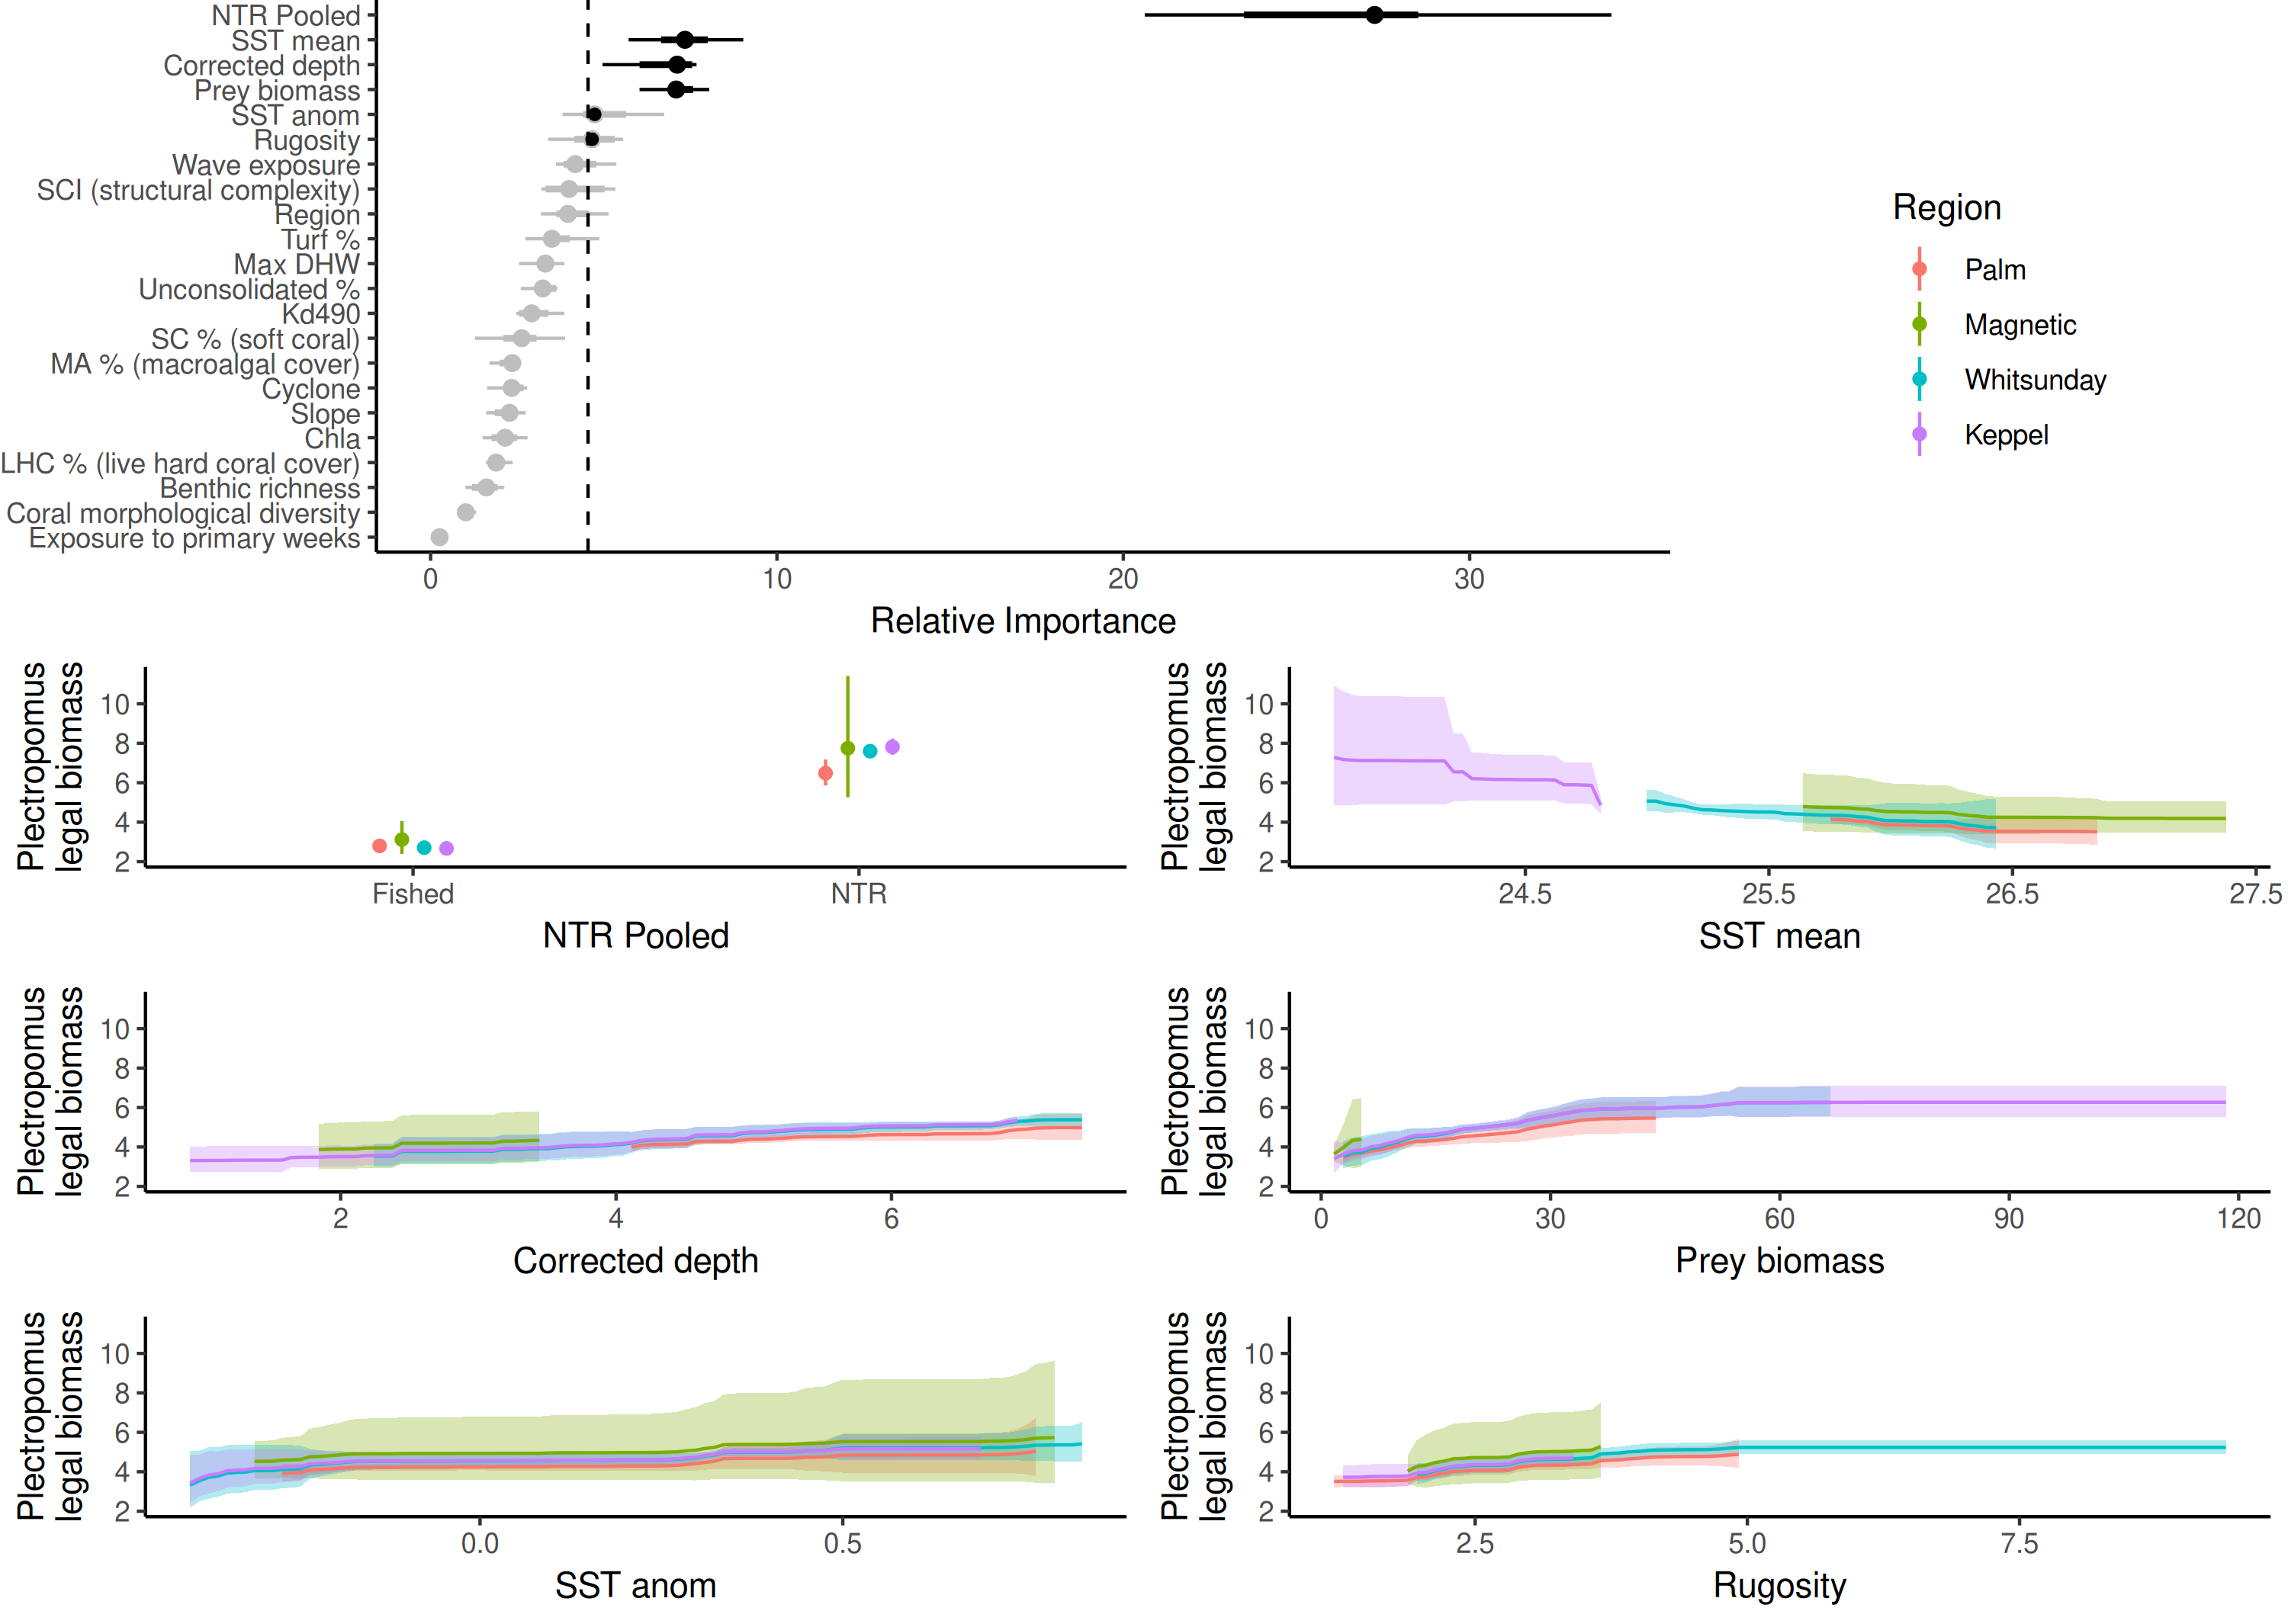 NTR Pooled
SST mean
Corrected depth
Prey biomass
SST anom
Rugosity
Wave exposure
SCI (structural complexity)
Region
Turf %
Max DHW
Unconsolidated %
Kd490
SC % (soft coral)
MA % (macroalgal cover)
Cyclone
Slope
Chla
LHC % (live hard coral cover)
Benthic richness
Coral morphological diversity
Exposure to primary weeks
0 10 20 30
Relative Importance
Region
Palm
Magnetic
Whitsunday
Keppel
Plectropomus
legal biomass
10
8
6
4
2
Fished NTR
NTR Pooled
Plectropomus
legal biomass
10
8
6
4
2
24.5 25.5 26.5 27.5
SST mean
Plectropomus
legal biomass
10
8
6
4
2
2 4 6
Corrected depth
Plectropomus
legal biomass
10
8
6
4
2
0 30 60 90 120
Prey biomass
Plectropomus
legal biomass
10
8
6
4
2
0.0 0.5
SST anom
Plectropomus
legal biomass
10
8
6
4
2
2.5 5.0 7.5
Rugosity